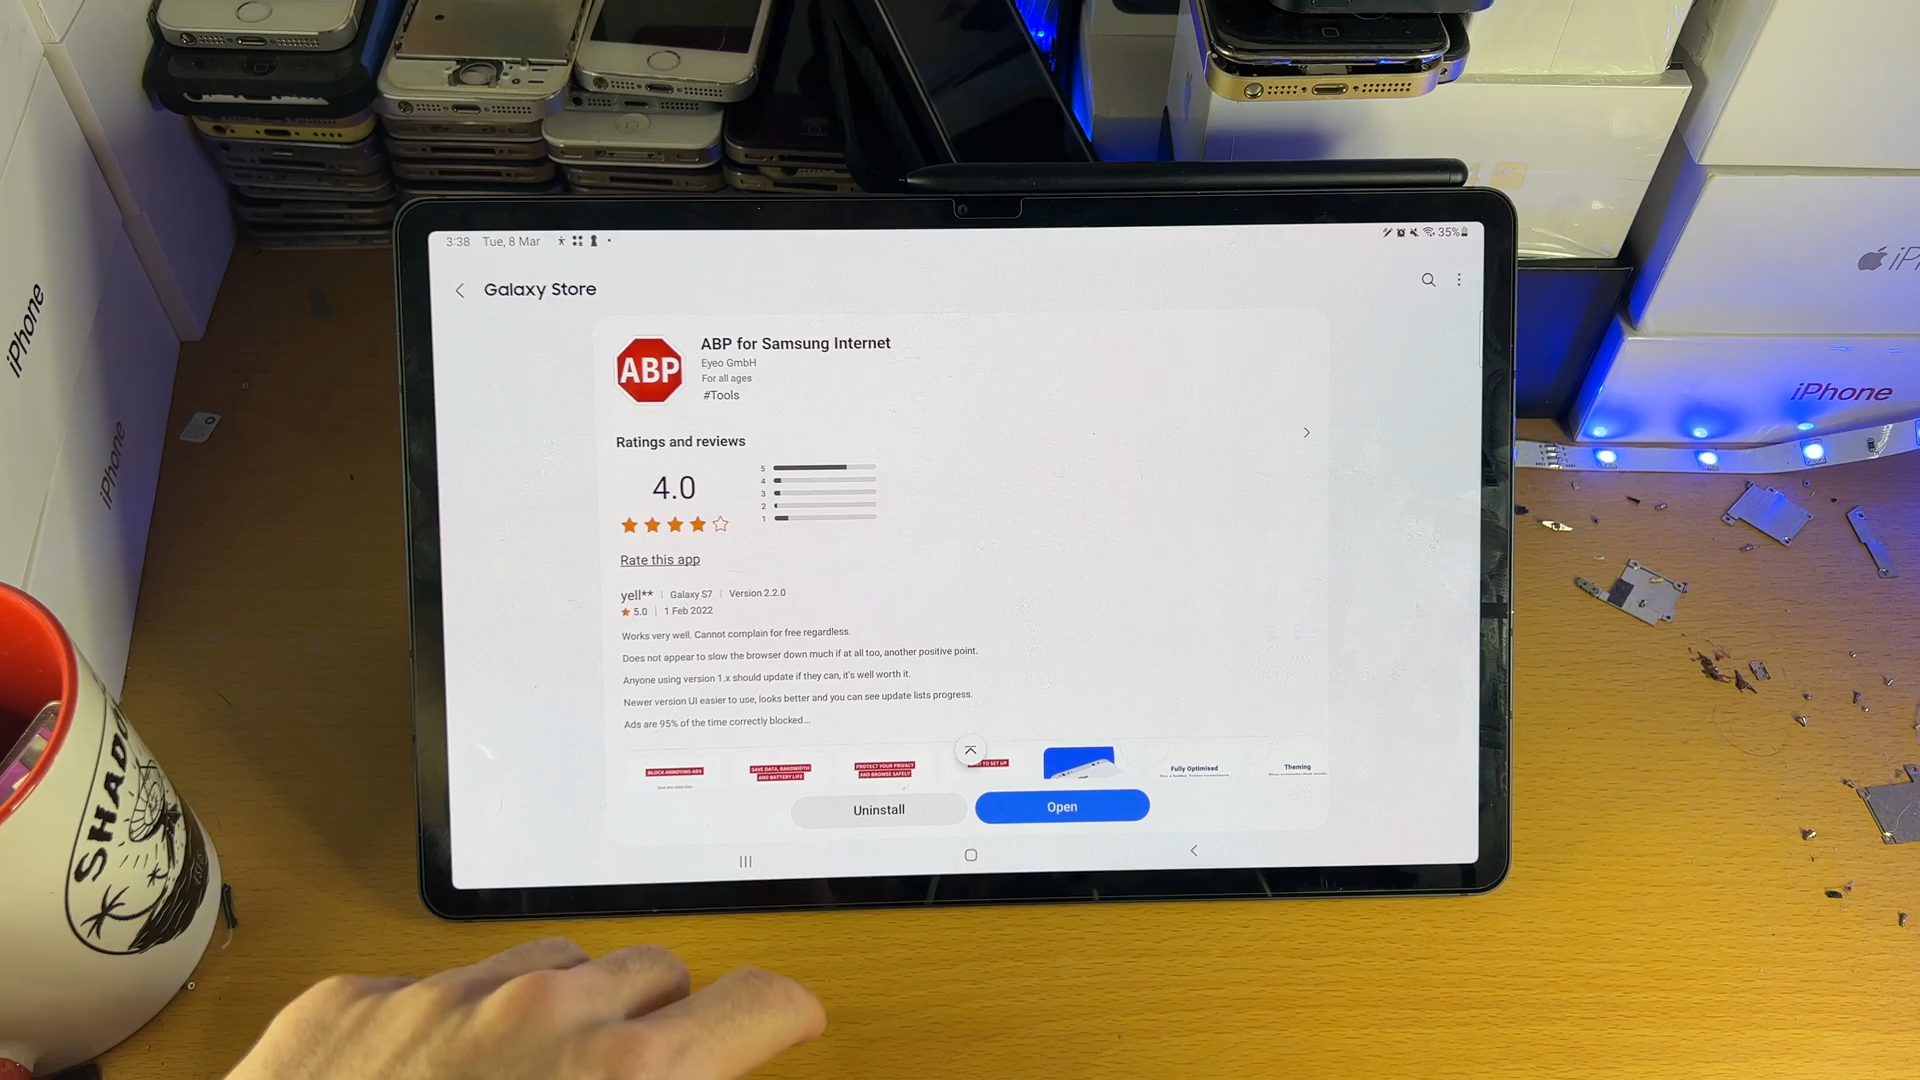 3:38 Tue, 8 Mar
35%
Galaxy Store
ABP
ABP for Samsung Internet
Eyeo GmbH
For all ages
#Tools
Ratings and reviews
4.0
5
4
3
2
1
Rate this app
yell** | Galaxy S7 | Version 2.2.0
5.0 | 1 Feb 2022
Works very well. Cannot complain for free regardless.
Does not appear to slow the browser down much if at all too, another positive point.
Anyone using version 1.x should update if they can, it's well worth it.
Newer version UI easier to use, looks better and you can see update lists progress.
Ads are 95% of the time correctly blocked...
BLOCK ANNOYING ADS
SAVE DATA, BANDWIDTH
AND BATTERY LIFE
PROTECT YOUR PRIVACY
AND BROWSE SAFELY
TO SET UP
Fully Optimised
Theming
Uninstall
Open
iPhone
iPhone
iPhone
SHADO